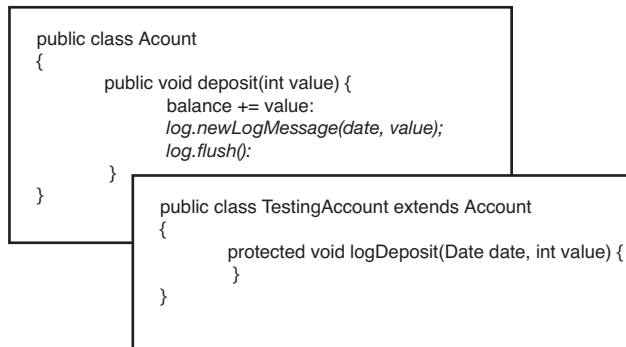 public class Acount
{
public void deposit(int value) {
balance += value:
log.newLogMessage(date, value);
log.flush():
}
}
public class TestingAccount extends Account
{
protected void logDeposit(Date date, int value) {
}
}